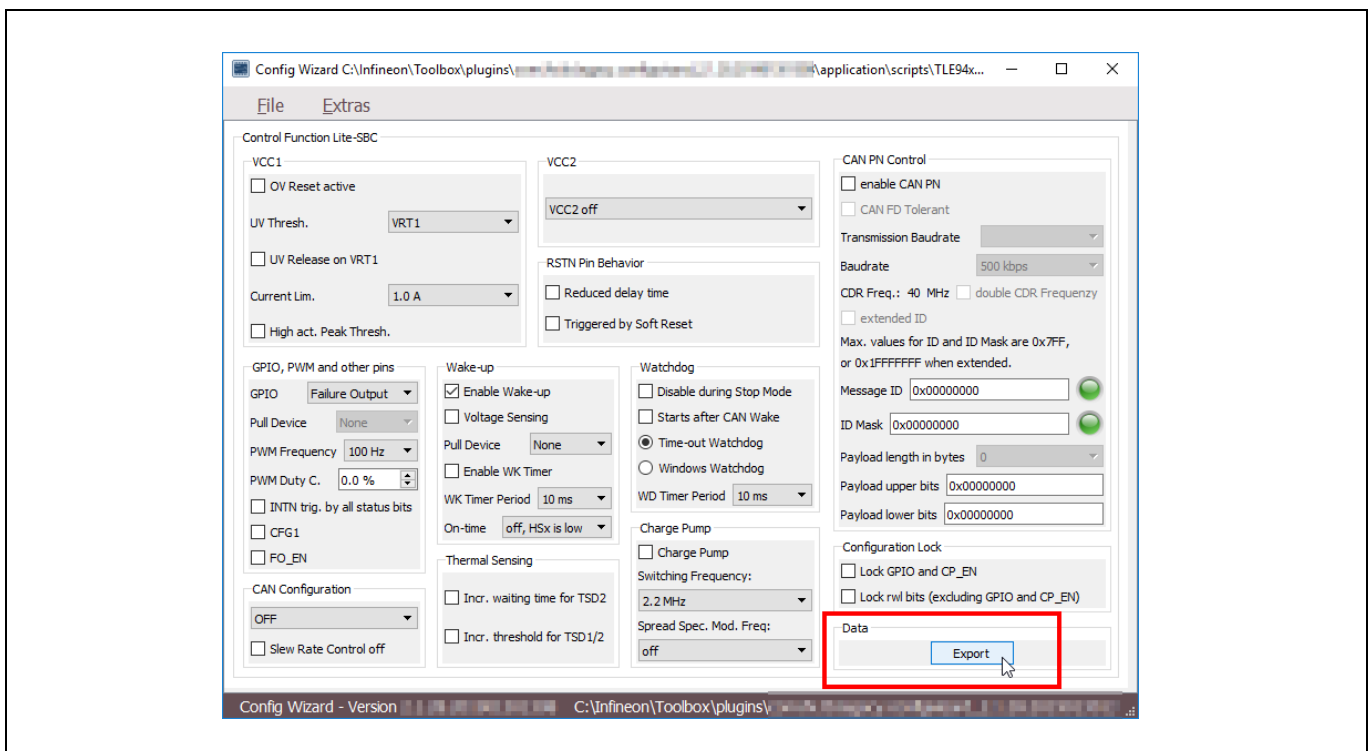 Config Wizard C:\Infineon\Toolbox\plugins\ \application\scripts\TLE94x...
File Extras
Control Function Lite-SBC
VCC1
OV Reset active
UV Thresh. VRT1
UV Release on VRT1
Current Lim. 1.0 A
High act. Peak Thresh.
VCC2
VCC2 off
RSTN Pin Behavior
Reduced delay time
Triggered by Soft Reset
GPIO, PWM and other pins
GPIO Failure Output
Pull Device None
PWM Frequency 100 Hz
PWM Duty C. 0.0 %
INTN trig. by all status bits
CFG1
FO_EN
CAN Configuration
OFF
Slew Rate Control off
Wake-up
Enable Wake-up
Voltage Sensing
Pull Device None
Enable WK Timer
WK Timer Period 10 ms
On-time off, HSx is low
Thermal Sensing
Incr. waiting time for TSD2
Incr. threshold for TSD1/2
Watchdog
Disable during Stop Mode
Starts after CAN Wake
Time-out Watchdog
Windows Watchdog
WD Timer Period 10 ms
Charge Pump
Charge Pump
Switching Frequency:
2.2 MHz
Spread Spec. Mod. Freq:
off
CAN PN Control
enable CAN PN
CAN FD Tolerant
Transmission Baudrate
Baudrate 500 kbps
CDR Freq.: 40 MHz double CDR Frequenzy
extended ID
Max. values for ID and ID Mask are 0x7FF,
or 0x1FFFFFFF when extended.
Message ID 0x00000000
ID Mask 0x00000000
Payload length in bytes 0
Payload upper bits 0x00000000
Payload lower bits 0x00000000
Configuration Lock
Lock GPIO and CP_EN
Lock rwl bits (excluding GPIO and CP_EN)
Data
Export
Config Wizard - Version C:\Infineon\Toolbox\plugins\